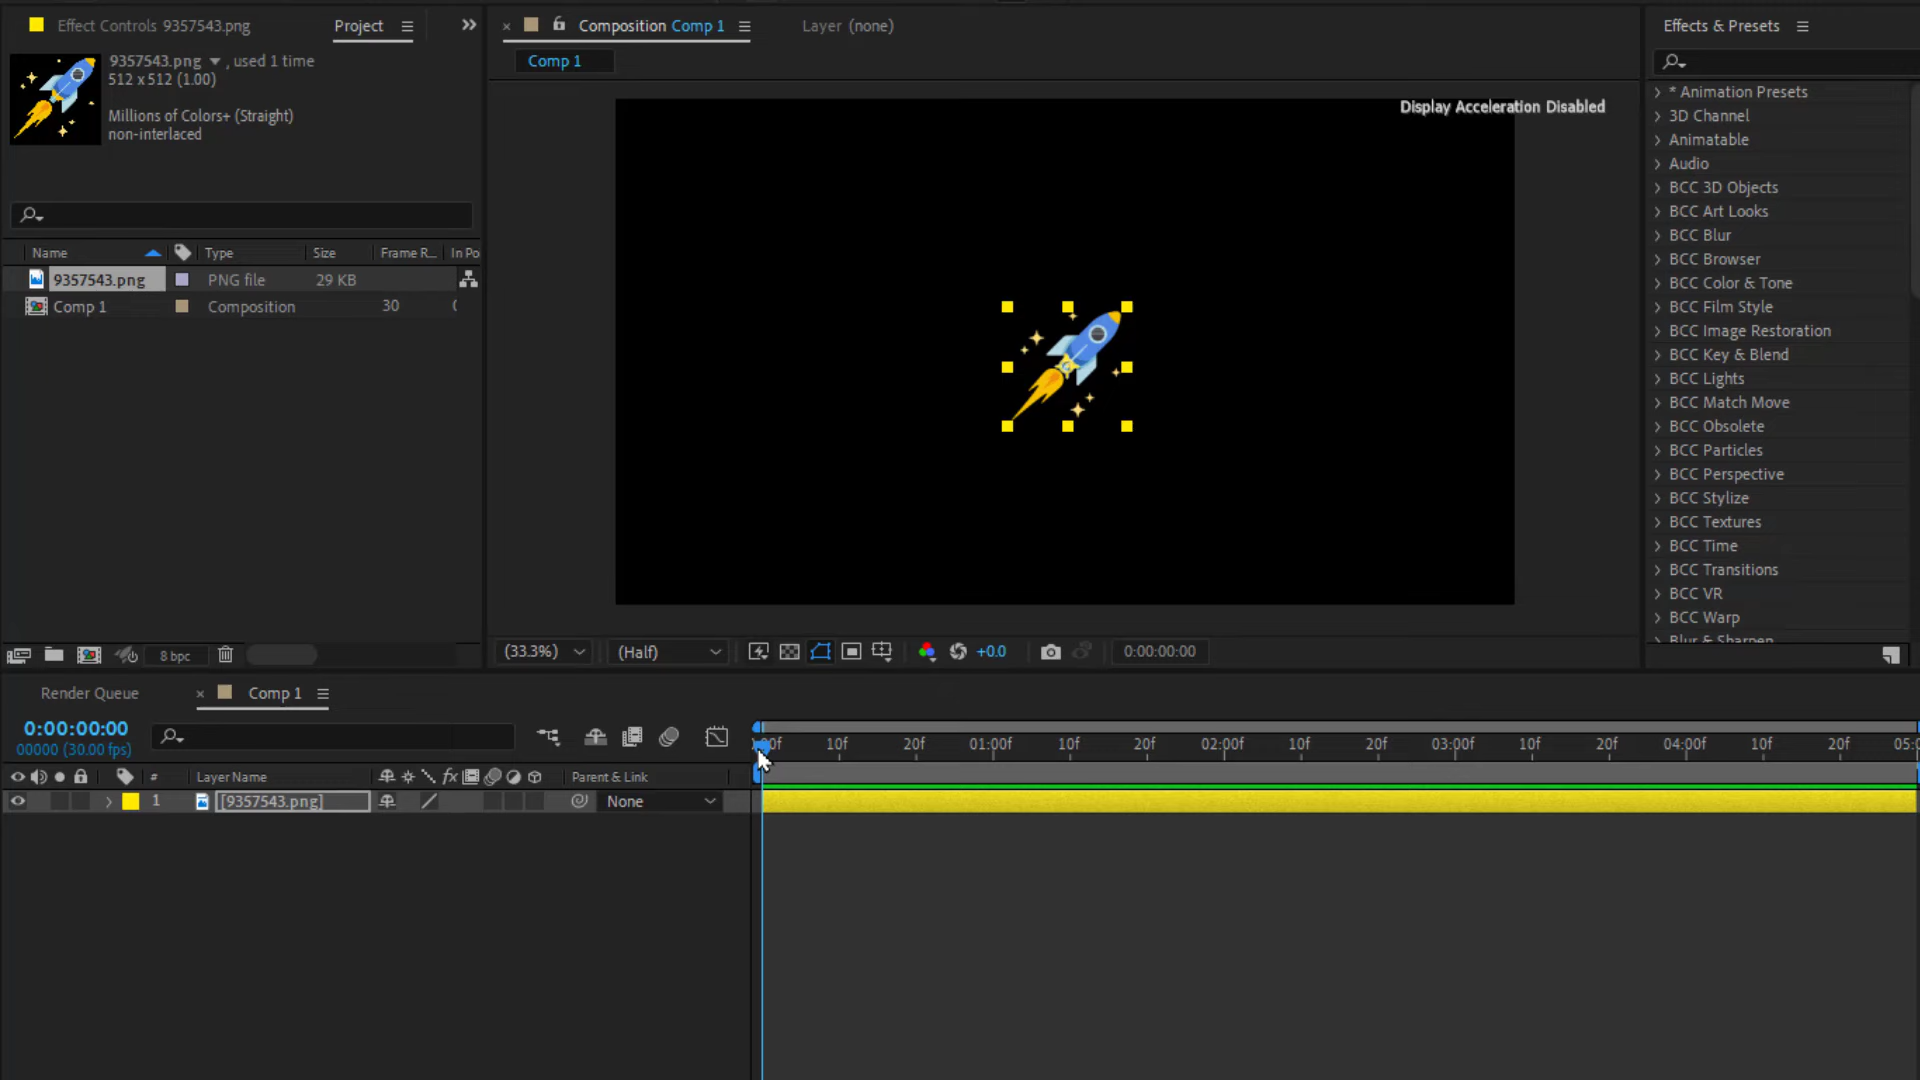 Effect Controls 9357543.png
Project
9357543.png , used 1 time
512 x 512 (1.00)
Millions of Colors+ (Straight)
non-interlaced
Name Type Size Frame R... In Po
9357543.png PNG file 29 KB
Comp 1 Composition 30
8 bpc
Composition Comp 1
Layer (none)
Comp 1
Display Acceleration Disabled
(33.3%) (Half) +0.0 0:00:00:00
Effects & Presets
* Animation Presets
3D Channel
Animatable
Audio
BCC 3D Objects
BCC Art Looks
BCC Blur
BCC Browser
BCC Color & Tone
BCC Film Style
BCC Image Restoration
BCC Key & Blend
BCC Lights
BCC Match Move
BCC Obsolete
BCC Particles
BCC Perspective
BCC Stylize
BCC Textures
BCC Time
BCC Transitions
BCC VR
BCC Warp
Blur & Sharpen
Render Queue
Comp 1
0:00:00:00
00000 (30.00 fps)
10f 20f 01:00f 10f 20f 02:00f 10f 20f 03:00f 10f 20f 04:00f 10f 20f 05:0
# Layer Name fx Parent & Link
1 [9357543.png] None